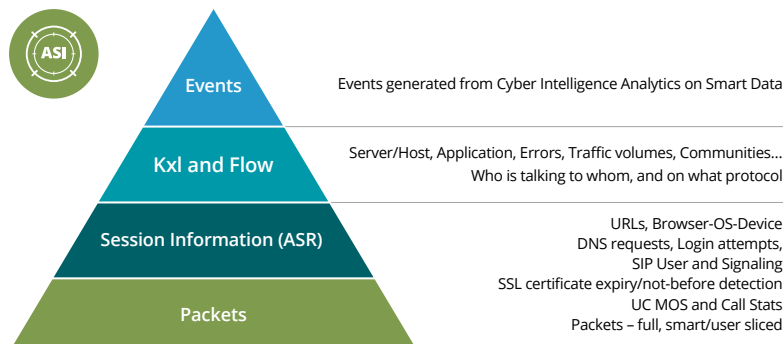 ASI
Events
Events generated from Cyber Intelligence Analytics on Smart Data
Kxl and Flow
Server/Host, Application, Errors, Traffic volumes, Communities...
Who is talking to whom, and on what protocol
Session Information (ASR)
URLs, Browser-OS-Device
DNS requests, Login attempts,
SIP User and Signaling
SSL certificate expiry/not-before detection
UC MOS and Call Stats
Packets – full, smart/user sliced
Packets